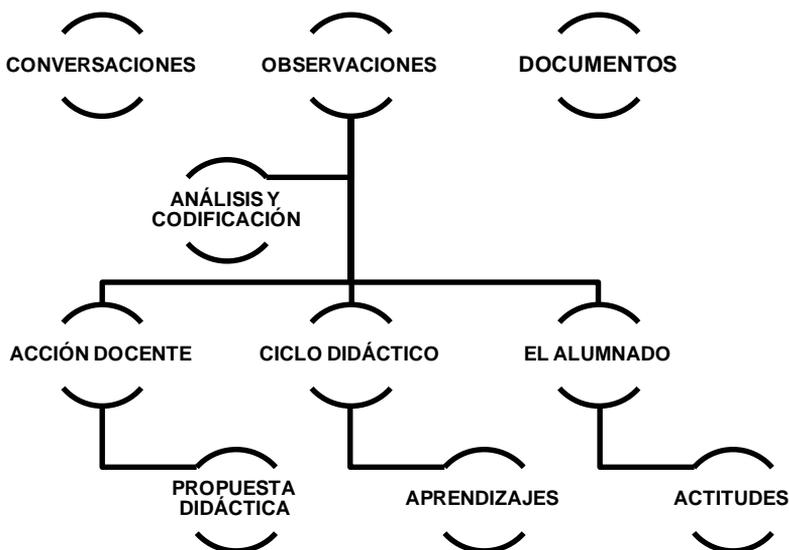 CONVERSACIONES
OBSERVACIONES
DOCUMENTOS
ANÁLISIS Y
CODIFICACIÓN
ACCIÓN DOCENTE
CICLO DIDÁCTICO
EL ALUMNADO
PROPUESTA
DIDÁCTICA
APRENDIZAJES
ACTITUDES